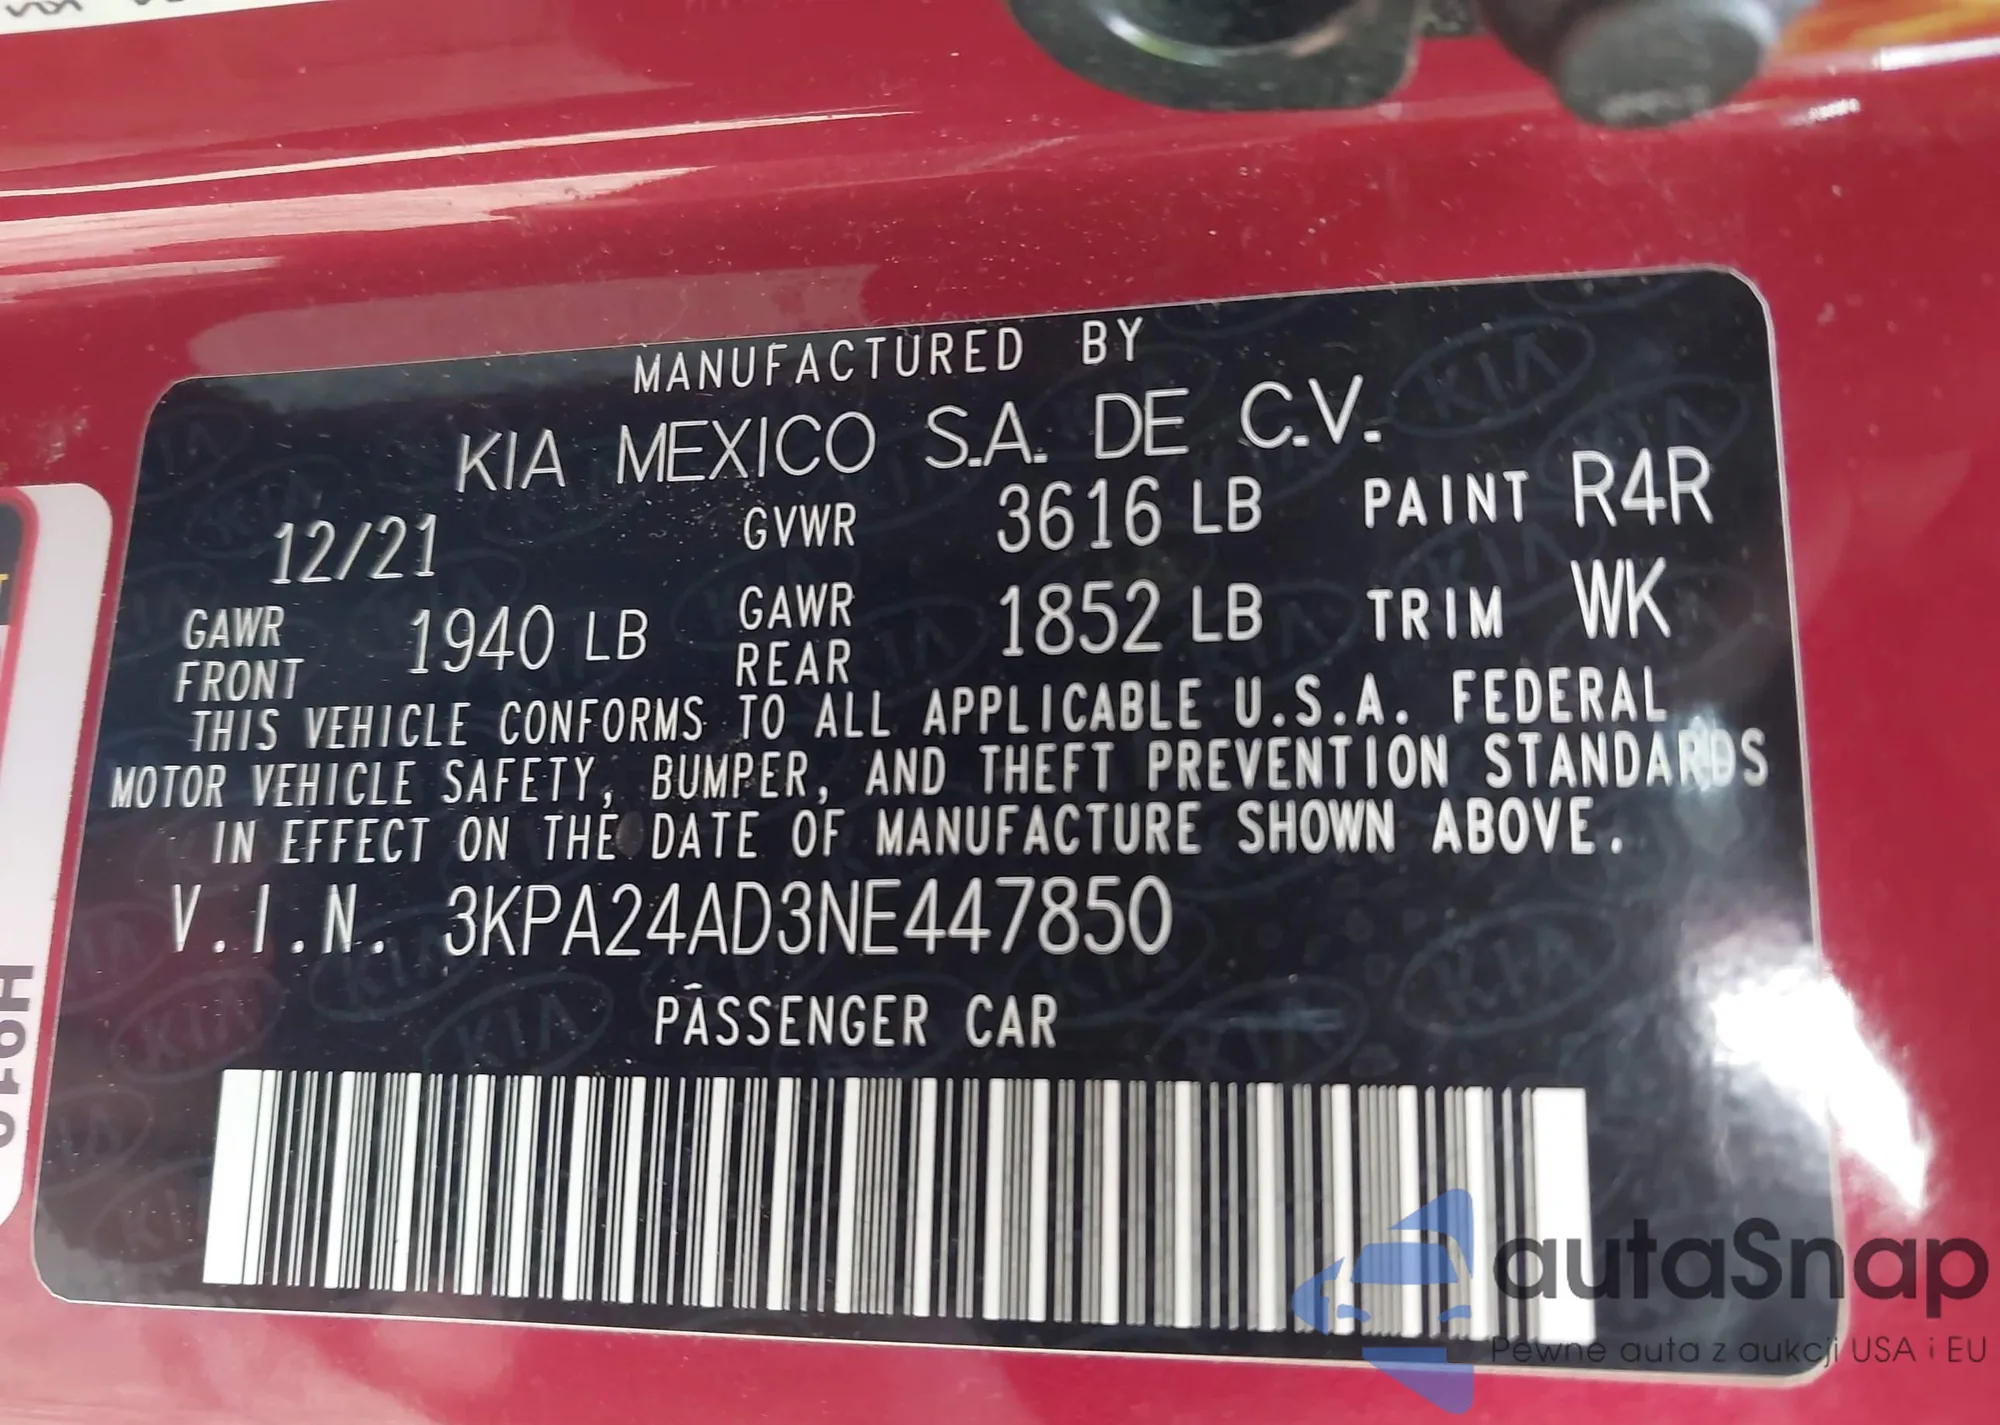 MANUFACTURED BY
KIA MEXICO S.A. DE C.V.
12/21 GVWR 3616 LB PAINT R4R
GAWR FRONT 1940 LB GAWR REAR 1852 LB TRIM WK
THIS VEHICLE CONFORMS TO ALL APPLICABLE U.S.A. FEDERAL
MOTOR VEHICLE SAFETY, BUMPER, AND THEFT PREVENTION STANDARDS
IN EFFECT ON THE DATE OF MANUFACTURE SHOWN ABOVE.
V.I.N. 3KPA24AD3NE447850
PASSENGER CAR
autaSnap
Pewne auta z aukcji USA i EU